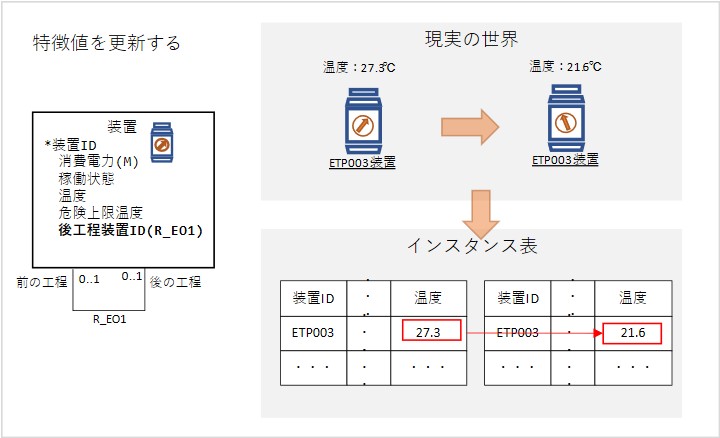 特徴値を更新する
装置
*装置ID
消費電力(M)
稼働状態
温度
危険上限温度
後工程装置ID(R_EO1)
前の工程 0..1 0..1 後の工程
R_EO1
現実の世界
温度：27.3℃ 温度：21.6℃
ETP003装置 ETP003装置
インスタンス表
装置ID ・・・ 温度 装置ID ・・・ 温度
ETP003 ・ 27.3 ETP003 ・ 21.6
・・・ ・ ・・・ ・・・ ・ ・・・